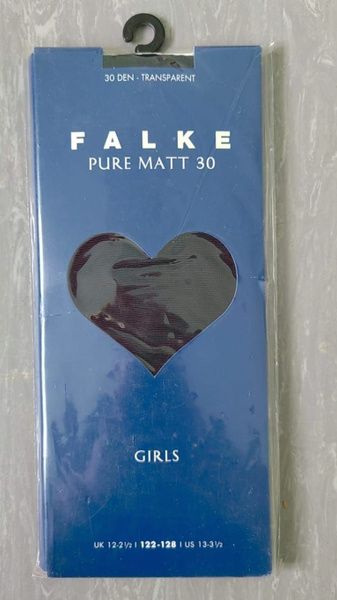 30 DEN - TRANSPARENT
FALKE
PURE MATT 30
GIRLS
UK 12-2½ | 122-128 | US 13-3½